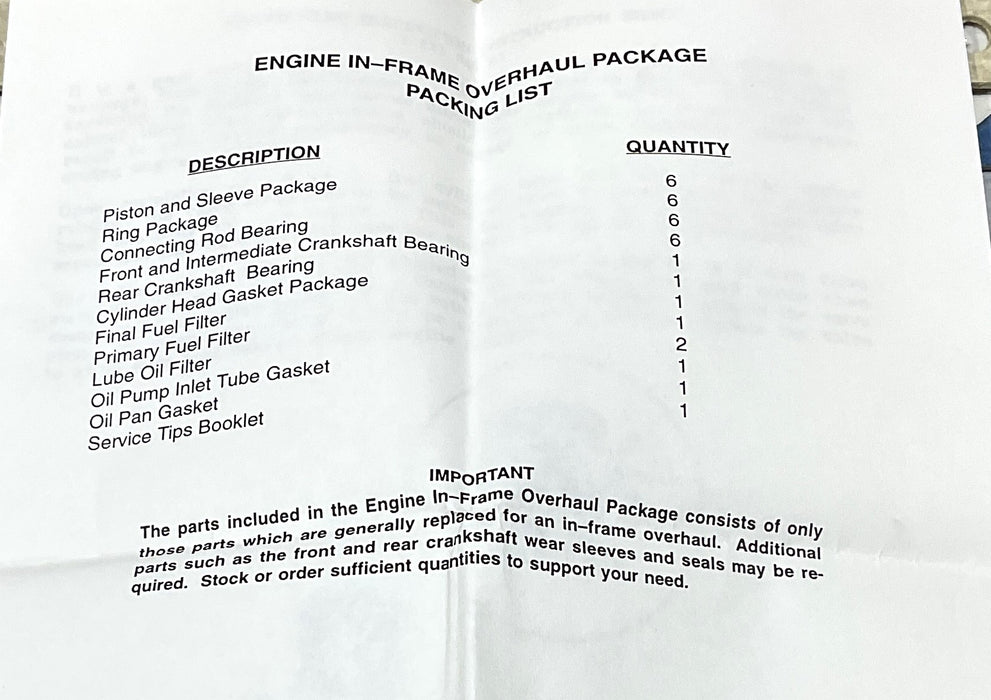 ENGINE IN–FRAME OVERHAUL PACKAGE
PACKING LIST
DESCRIPTION QUANTITY
Piston and Sleeve Package 6
Ring Package 6
Connecting Rod Bearing 6
Front and Intermediate Crankshaft Bearing 6
Rear Crankshaft Bearing 1
Cylinder Head Gasket Package 1
Final Fuel Filter 1
Primary Fuel Filter 1
Lube Oil Filter 2
Oil Pump Inlet Tube Gasket 1
Oil Pan Gasket 1
Service Tips Booklet 1
IMPORTANT
The parts included in the Engine In–Frame Overhaul Package consists of only
those parts which are generally replaced for an in–frame overhaul. Additional
parts such as the front and rear crankshaft wear sleeves and seals may be re-
quired. Stock or order sufficient quantities to support your need.